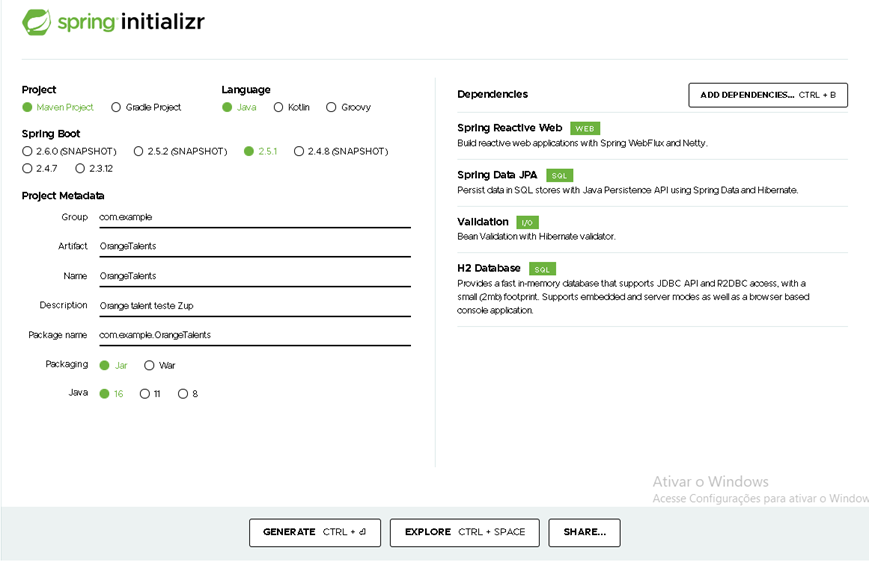 spring initializr
Project
Maven Project Gradle Project
Language
Java Kotlin Groovy
Spring Boot
2.6.0 (SNAPSHOT) 2.5.2 (SNAPSHOT) 2.5.1 2.4.8 (SNAPSHOT)
2.4.7 2.3.12
Project Metadata
Group com.example
Artifact OrangeTalents
Name OrangeTalents
Description Orange talent teste Zup
Package name com.example.OrangeTalents
Packaging Jar War
Java 16 11 8
Dependencies
ADD DEPENDENCIES... CTRL + B
Spring Reactive Web WEB
Build reactive web applications with Spring WebFlux and Netty.
Spring Data JPA SQL
Persist data in SQL stores with Java Persistence API using Spring Data and Hibernate.
Validation I/O
Bean Validation with Hibernate validator.
H2 Database SQL
Provides a fast in-memory database that supports JDBC API and R2DBC access, with a
small (2mb) footprint. Supports embedded and server modes as well as a browser based
console application.
Ativar o Windows
Acesse Configurações para ativar o Window
GENERATE CTRL + ⏎
EXPLORE CTRL + SPACE
SHARE...